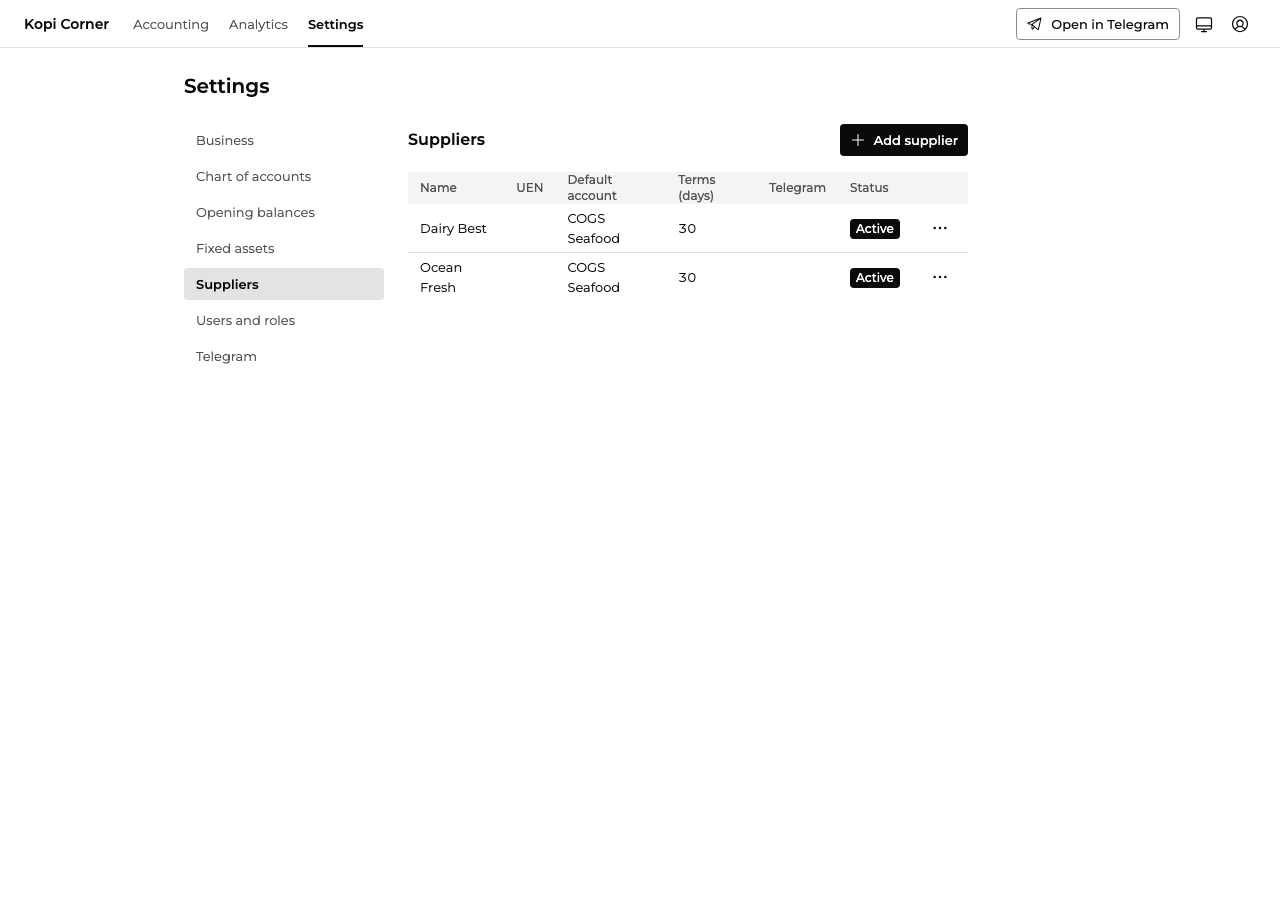 Kopi Corner Accounting Analytics Settings Open in Telegram
Settings
Business
Chart of accounts
Opening balances
Fixed assets
Suppliers
Users and roles
Telegram
Suppliers Add supplier
Name UEN Default account Terms (days) Telegram Status
Dairy Best COGS Seafood 30 Active
Ocean Fresh COGS Seafood 30 Active